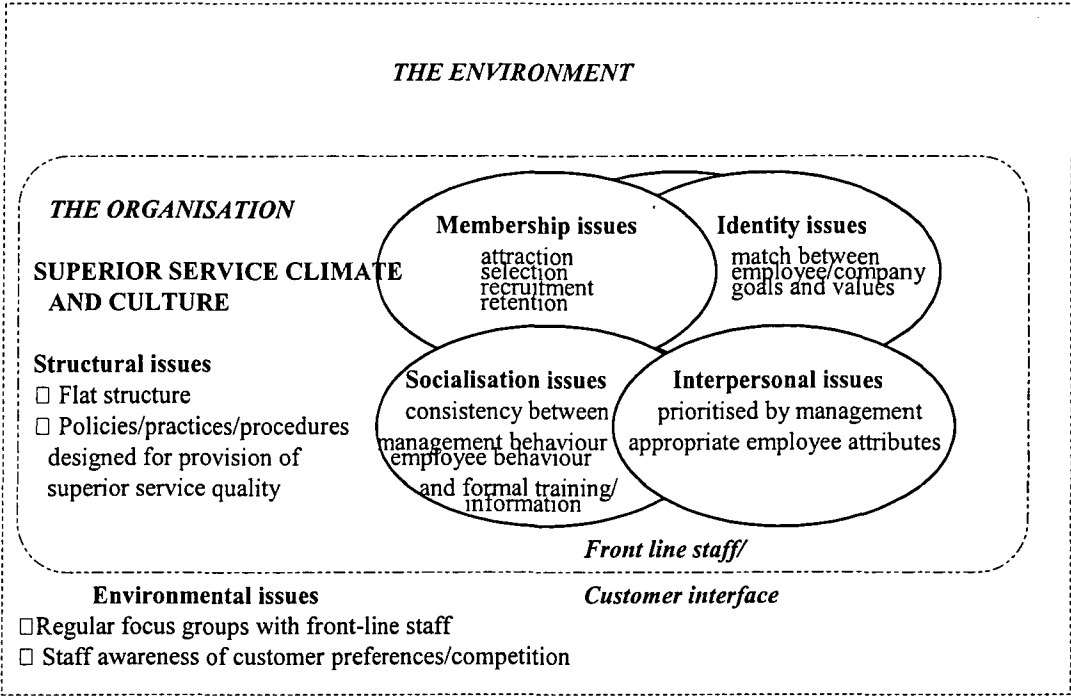 THE ENVIRONMENT
THE ORGANISATION
SUPERIOR SERVICE CLIMATE
AND CULTURE
Structural issues
□ Flat structure
□ Policies/practices/procedures
designed for provision of
superior service quality
Membership issues
attraction
selection
recruitment
retention
Identity issues
match between
employee/company
goals and values
Socialisation issues
consistency between
management behaviour
employee behaviour
and formal training/
information
Interpersonal issues
prioritised by management
appropriate employee attributes
Front line staff/
Customer interface
Environmental issues
□Regular focus groups with front-line staff
□ Staff awareness of customer preferences/competition